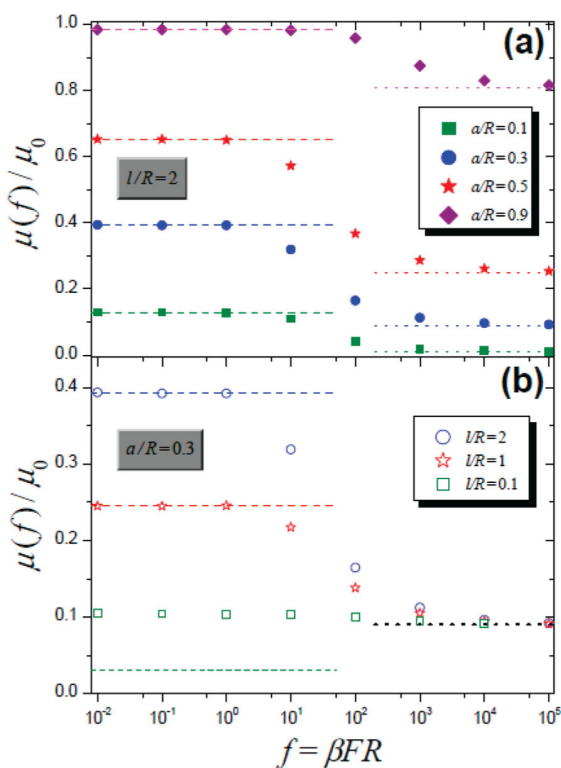 (a)
μ(f)/μ₀
1.0
0.8
0.6
0.4
0.2
0.0
l/R=2
a/R=0.1
a/R=0.3
a/R=0.5
a/R=0.9
(b)
μ(f)/μ₀
0.4
0.3
0.2
0.1
0.0
a/R=0.3
l/R=2
l/R=1
l/R=0.1
10⁻² 10⁻¹ 10⁰ 10¹ 10² 10³ 10⁴ 10⁵
f = βFR